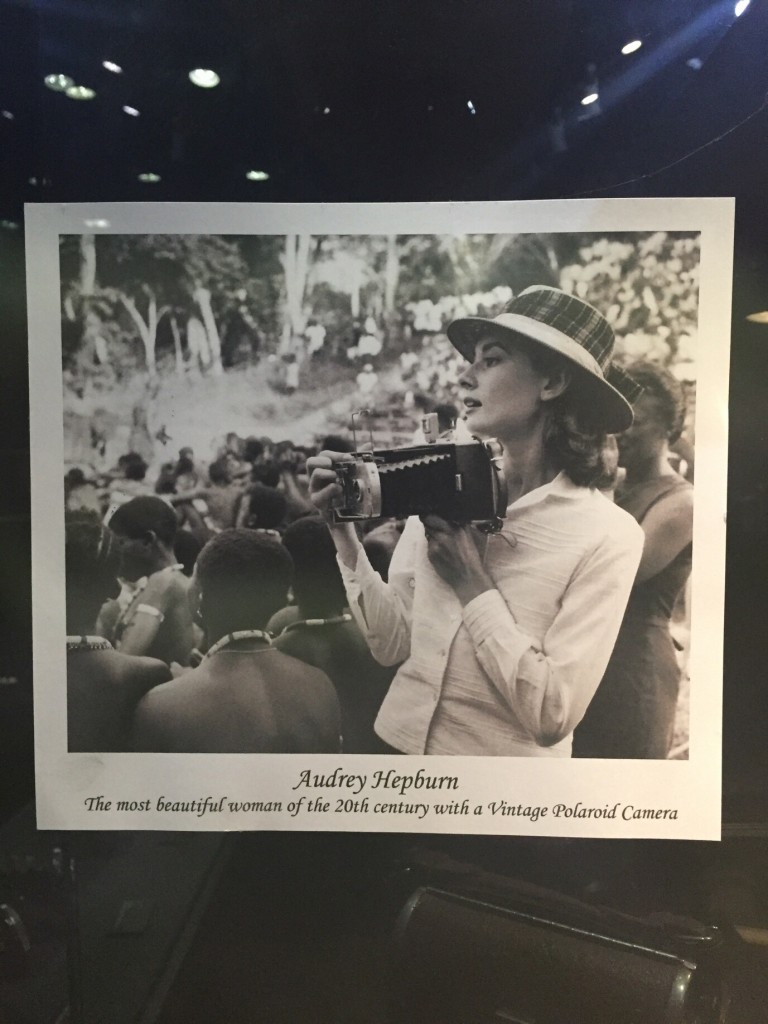 Audrey Hepburn
The most beautiful woman of the 20th century with a Vintage Polaroid Camera